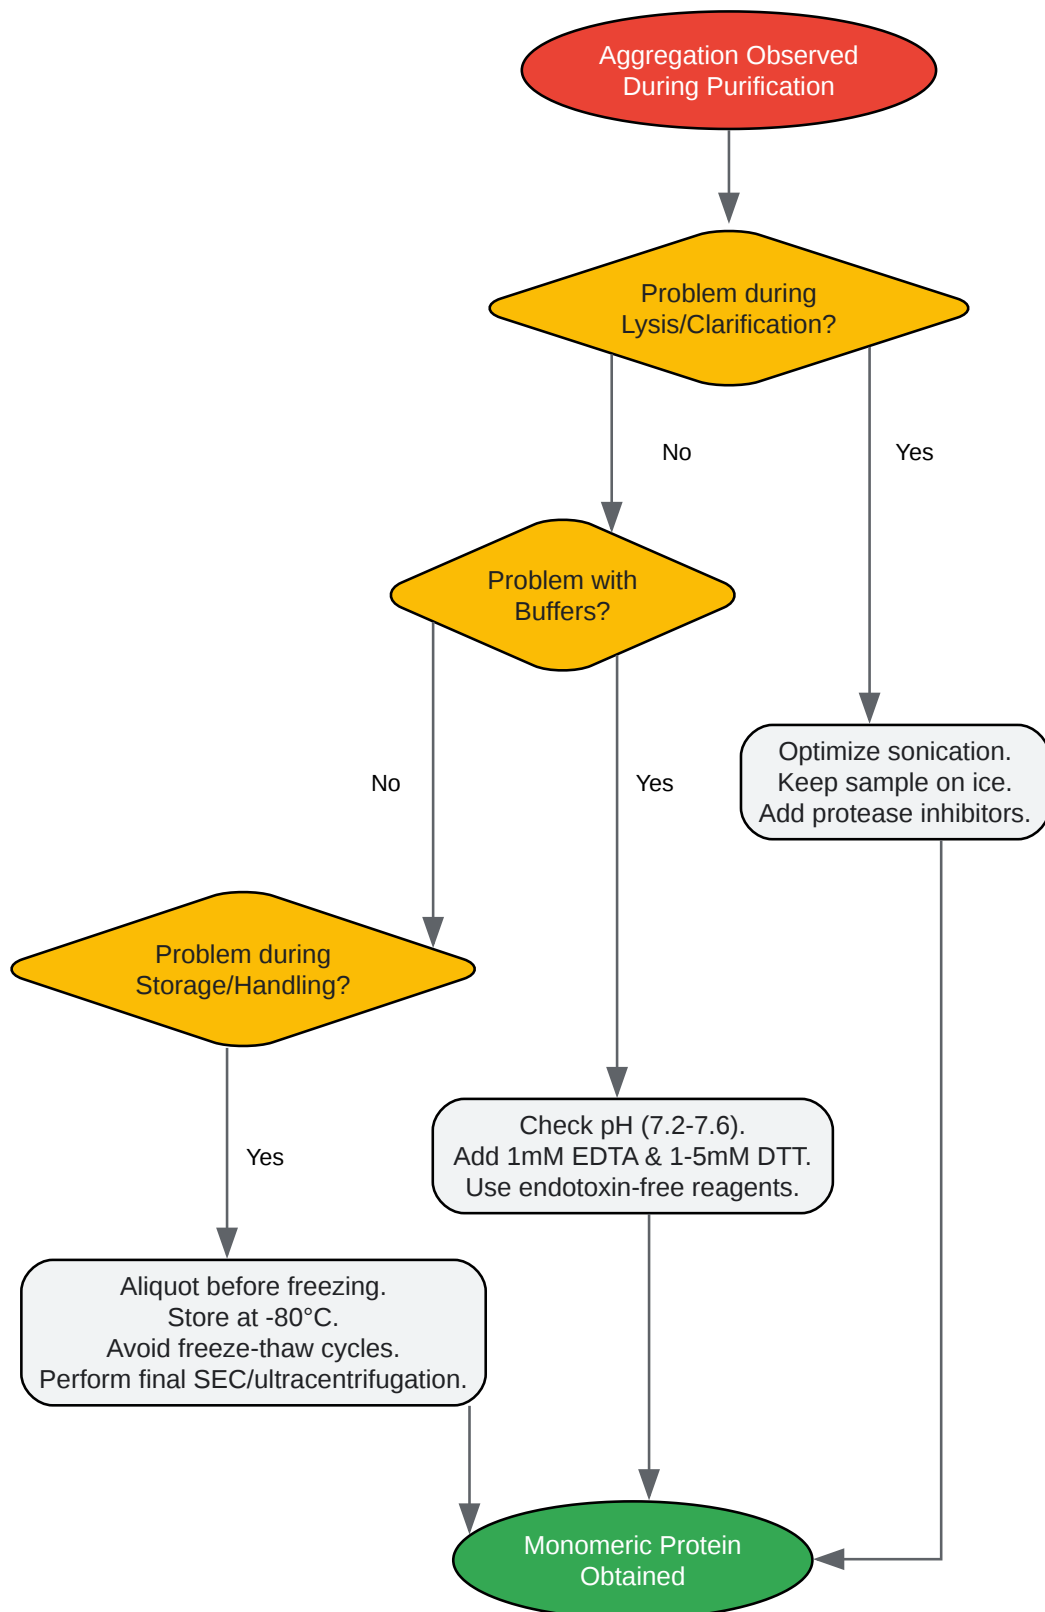 Aggregation Observed
During Purification
Problem during
Lysis/Clarification?
No
Yes
Problem with
Buffers?
No
Yes
Optimize sonication.
Keep sample on ice.
Add protease inhibitors.
Problem during
Storage/Handling?
Yes
Check pH (7.2-7.6).
Add 1mM EDTA & 1-5mM DTT.
Use endotoxin-free reagents.
Aliquot before freezing.
Store at -80°C.
Avoid freeze-thaw cycles.
Perform final SEC/ultracentrifugation.
Monomeric Protein
Obtained